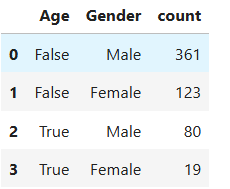 Age Gender count
0 False Male 361
1 False Female 123
2 True Male 80
3 True Female 19